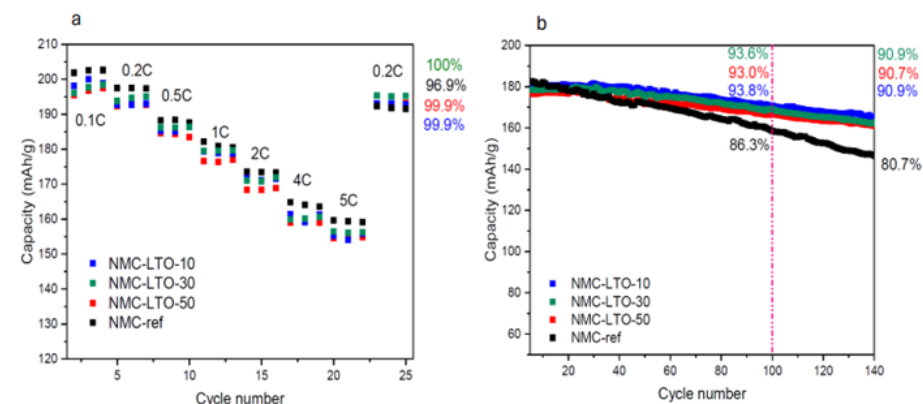 a
210
200
190
180
170
160
150
140
130
120
Capacity (mAh/g)
0.1C
0.2C
0.5C
1C
2C
4C
5C
0.2C
100%
96.9%
99.9%
99.9%
NMC-LTO-10
NMC-LTO-30
NMC-LTO-50
NMC-ref
5
10
15
20
25
Cycle number
b
200
180
160
140
120
100
80
60
Capacity (mAh/g)
93.6%
93.0%
93.8%
86.3%
90.9%
90.7%
90.9%
80.7%
NMC-LTO-10
NMC-LTO-30
NMC-LTO-50
NMC-ref
20
40
60
80
100
120
140
Cycle number